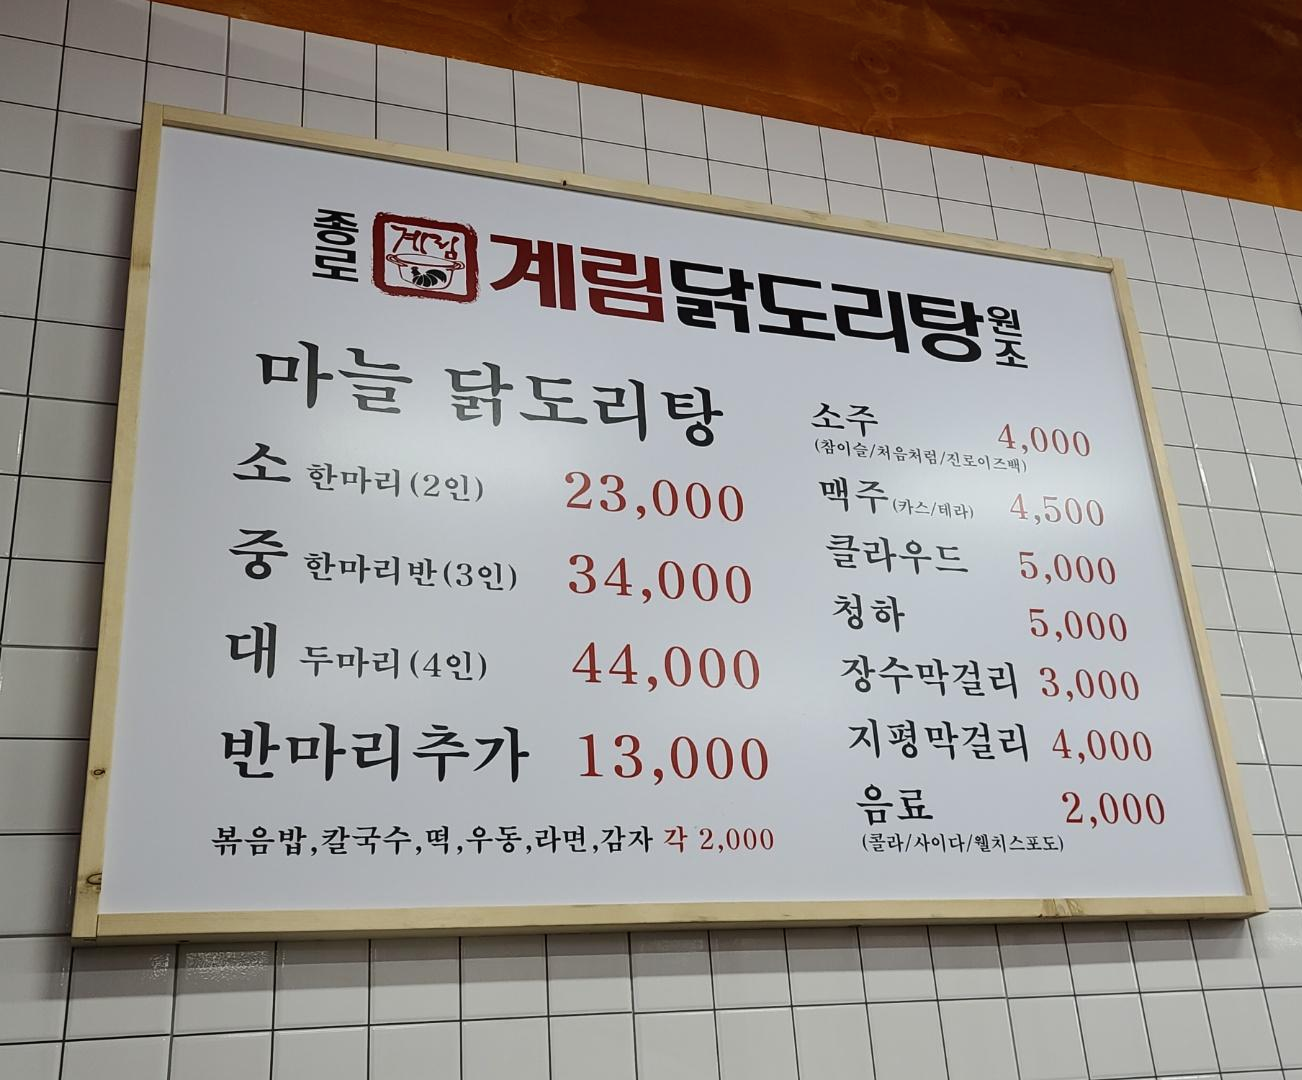 종로 계림 계림닭도리탕 원조
마늘 닭도리탕
소 한마리(2인) 23,000
중 한마리반(3인) 34,000
대 두마리(4인) 44,000
반마리추가 13,000
볶음밥,칼국수,떡,우동,라면,감자 각 2,000
소주 4,000
(참이슬/처음처럼/진로이즈백)
맥주(카스/테라) 4,500
클라우드 5,000
청하 5,000
장수막걸리 3,000
지평막걸리 4,000
음료 2,000
(콜라/사이다/웰치스포도)